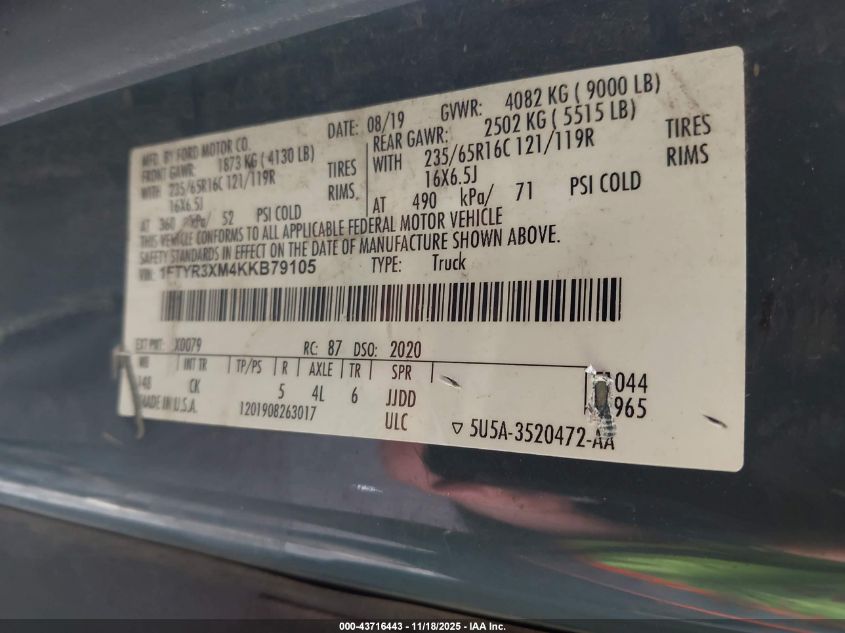 MFD. BY FORD MOTOR CO.
DATE: 08/19 GVWR: 4082 KG ( 9000 LB)
FRONT GAWR: 1873 KG ( 4130 LB)
REAR GAWR: 2502 KG ( 5515 LB)
WITH 235/65R16C 121/119R TIRES
WITH 235/65R16C 121/119R TIRES
16X6.5J RIMS
16X6.5J RIMS
AT 360 kPa/ 52 PSI COLD
AT 490 kPa/ 71 PSI COLD
THIS VEHICLE CONFORMS TO ALL APPLICABLE FEDERAL MOTOR VEHICLE
SAFETY STANDARDS IN EFFECT ON THE DATE OF MANUFACTURE SHOWN ABOVE.
VIN: 1FTYR3XM4KKB79105 TYPE: Truck
EXT PNT: X0079 RC: 87 DSO: 2020
WB INT TR TP/PS R AXLE TR SPR
148 CK 5 4L 6 JJDD
044
MADE IN U.S.A. 1201908263017 ULC
965
▽ 5U5A-3520472-AA
000-43716443 - 11/18/2025 - IAA Inc.